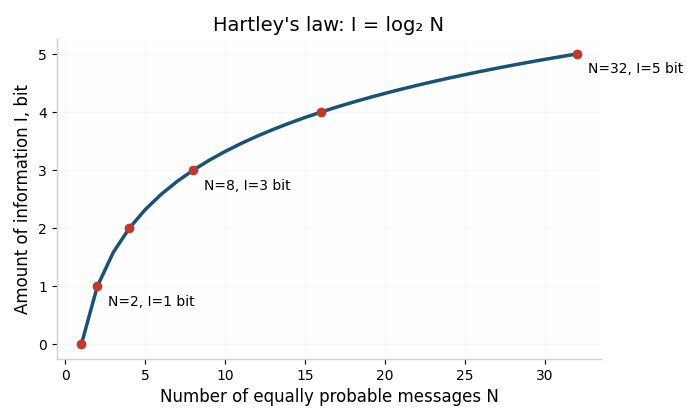 Hartley's law: I = log₂ N
Amount of information I, bit
5
4
3
2
1
0
N=32, I=5 bit
N=8, I=3 bit
N=2, I=1 bit
0 5 10 15 20 25 30
Number of equally probable messages N